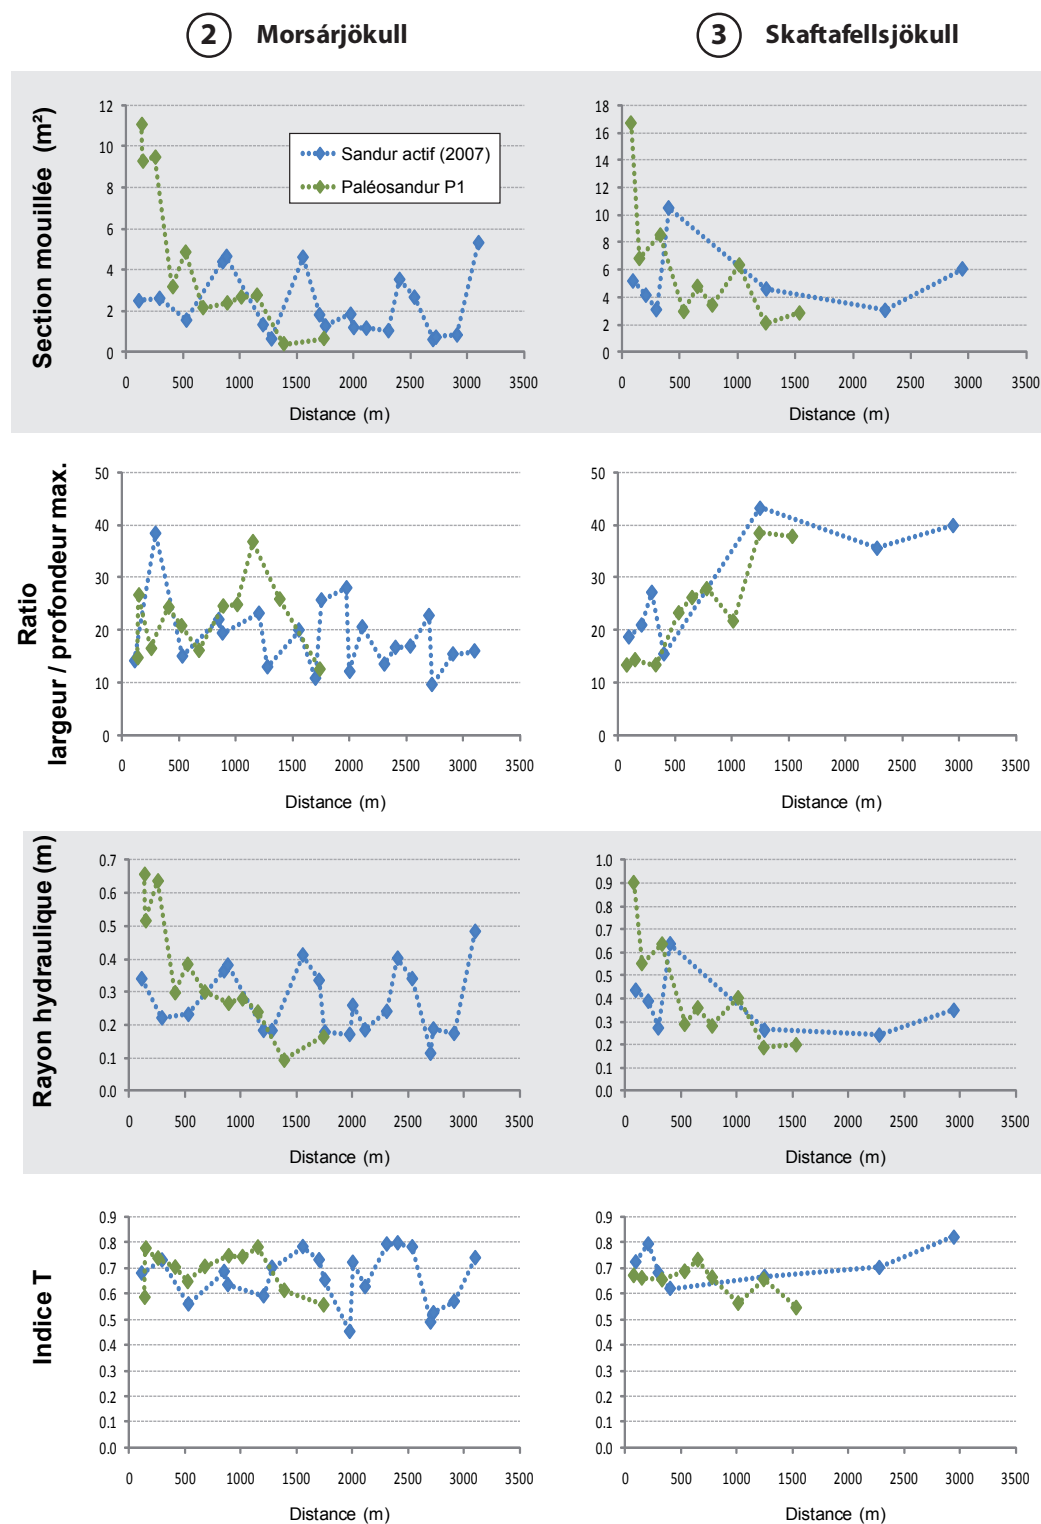 2 Morsárjökull
3 Skaftafellsjökull
Section mouillée (m²)
12
10
8
6
4
2
0
0 500 1000 1500 2000 2500 3000 3500
Distance (m)
Sandur actif (2007)
Paléosandur P1
18
16
14
12
10
8
6
4
2
0
0 500 1000 1500 2000 2500 3000 3500
Distance (m)
Ratio
largeur / profondeur max.
50
40
30
20
10
0
0 500 1000 1500 2000 2500 3000 3500
Distance (m)
50
40
30
20
10
0
0 500 1000 1500 2000 2500 3000 3500
Distance (m)
Rayon hydraulique (m)
0.7
0.6
0.5
0.4
0.3
0.2
0.1
0.0
0 500 1000 1500 2000 2500 3000 3500
Distance (m)
1.0
0.9
0.8
0.7
0.6
0.5
0.4
0.3
0.2
0.1
0.0
0 500 1000 1500 2000 2500 3000 3500
Distance (m)
Indice T
0.9
0.8
0.7
0.6
0.5
0.4
0.3
0.2
0.1
0.0
0 500 1000 1500 2000 2500 3000 3500
Distance (m)
0.9
0.8
0.7
0.6
0.5
0.4
0.3
0.2
0.1
0.0
0 500 1000 1500 2000 2500 3000 3500
Distance (m)